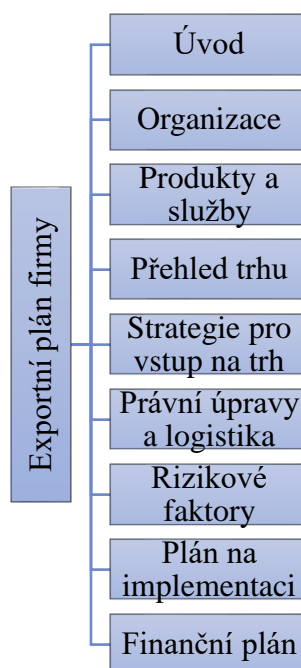 Exportní plán firmy
Úvod
Organizace
Produkty a
služby
Přehled trhu
Strategie pro
vstup na trh
Právní úpravy
a logistika
Rizikové
faktory
Plán na
implementaci
Finanční plán